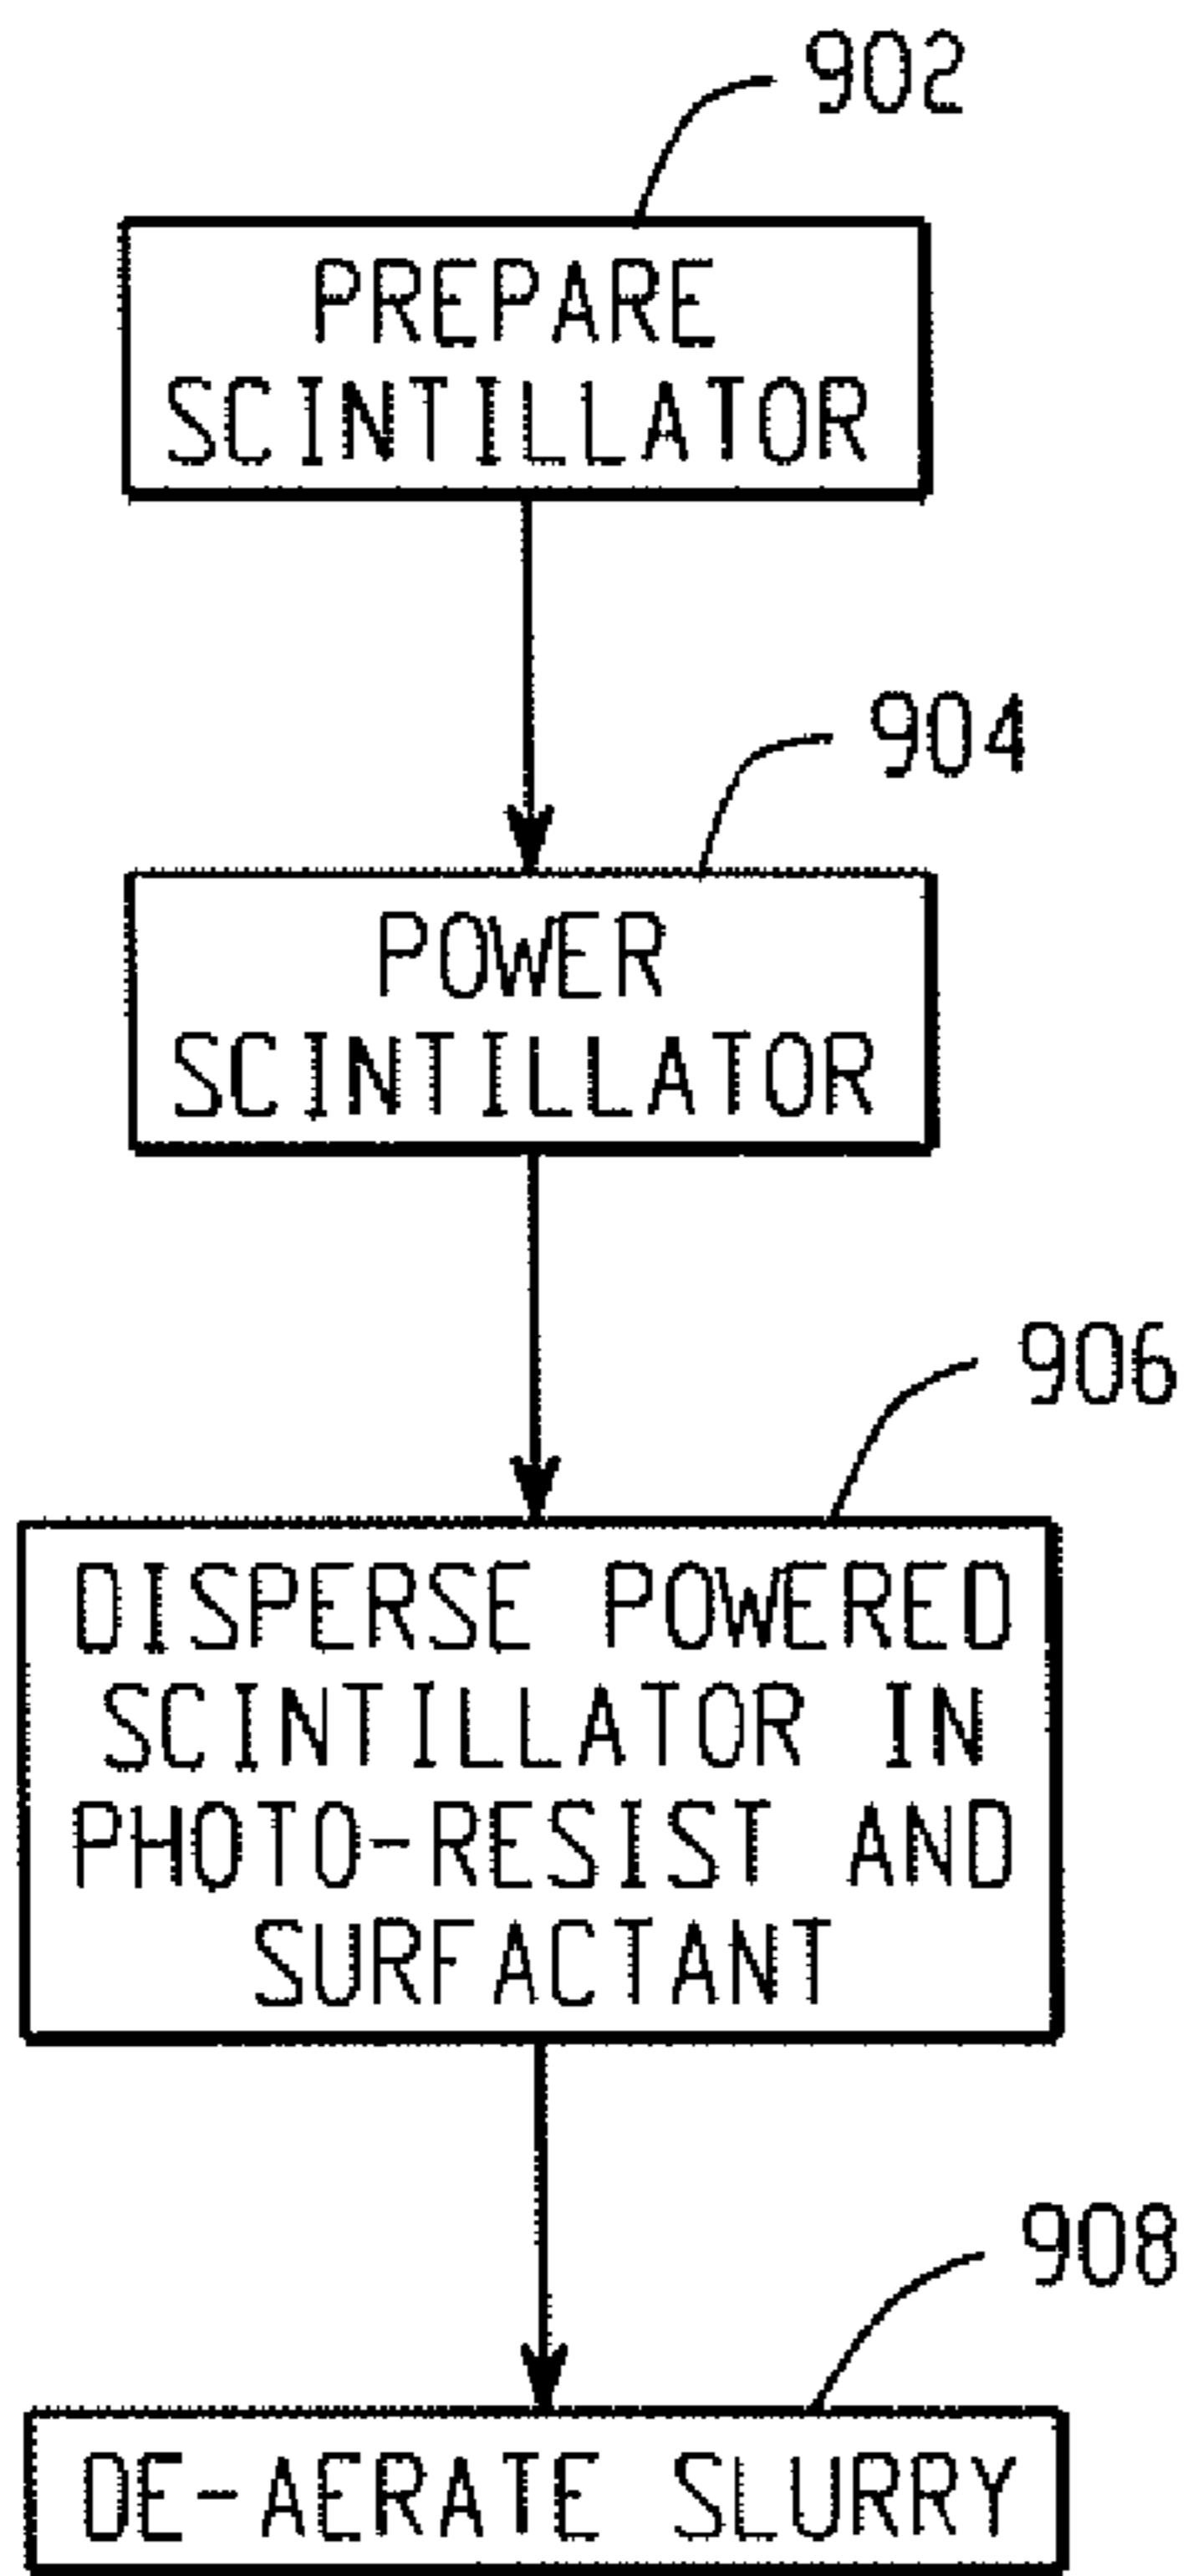 902
PREPARE
SCINTILLATOR
904
POWER
SCINTILLATOR
906
DISPERSE POWERED
SCINTILLATOR IN
PHOTO-RESIST AND
SURFACTANT
908
DE-AERATE SLURRY